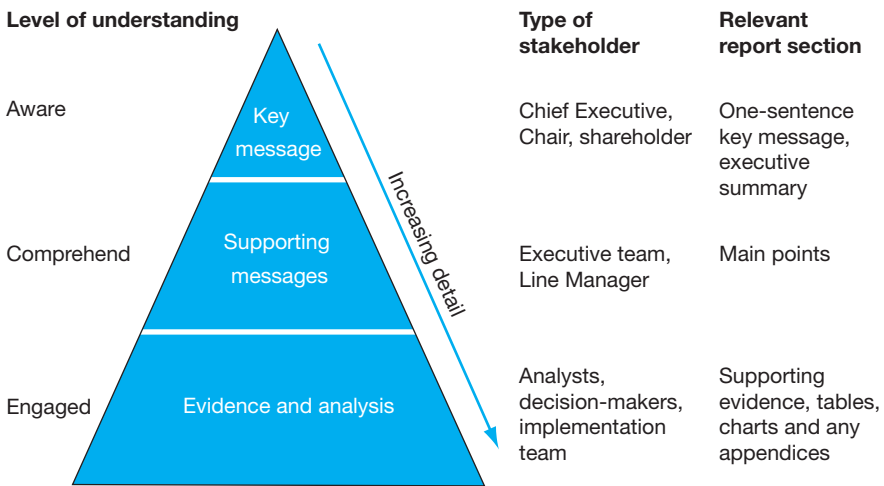 Level of understanding
Type of
stakeholder
Relevant
report section
Aware
Key
message
Chief Executive,
Chair, shareholder
One-sentence
key message,
executive
summary
Increasing detail
Comprehend
Supporting
messages
Executive team,
Line Manager
Main points
Engaged
Evidence and analysis
Analysts,
decision-makers,
implementation
team
Supporting
evidence, tables,
charts and any
appendices